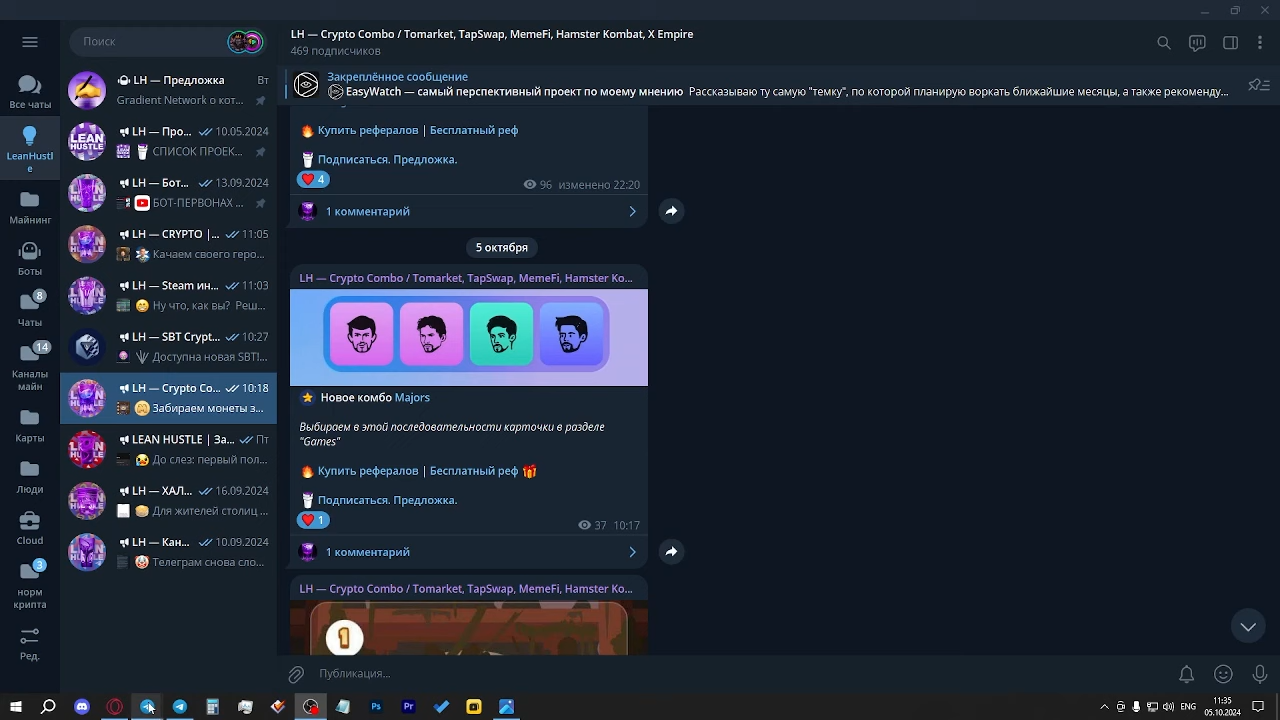 Поиск
Все чаты
LeanHustl
e
Майнинг
Боты
8
Чаты
14
Каналы
майн
Карты
Люди
Cloud
3
норм
крипта
Ред.
LH — Предложка
Вт
Gradient Network о кот...
LH — Про...
10.05.2024
СПИСОК ПРОЕК...
LH — Бот...
13.09.2024
БОТ-ПЕРВОНАХ ...
LH — CRYPTO |...
11:05
Качаем своего геро...
LH — Steam ин...
11:03
Ну что, как вы? Реш...
LH — SBT Crypt...
10:27
Доступна новая SBT!...
LH — Crypto Co...
10:18
Забираем монеты з...
LEAN HUSTLE | За...
Пт
До слез: первый пол...
LH — ХАЛ...
16.09.2024
Для жителей столиц ...
LH — Кан...
10.09.2024
Телеграм снова сло...
LH — Crypto Combo / Tomarket, TapSwap, MemeFi, Hamster Kombat, X Empire
469 подписчиков
Закреплённое сообщение
EasyWatch — самый перспективный проект по моему мнению Рассказываю ту самую "темку", по которой планирую воркать ближайшие месяцы, а также рекоменду...
Купить рефералов | Бесплатный реф
Подписаться. Предложка.
4
96 изменено 22:20
1 комментарий
5 октября
LH — Crypto Combo / Tomarket, TapSwap, MemeFi, Hamster Ko...
Новое комбо Majors
Выбираем в этой последовательности карточки в разделе
"Games"
Купить рефералов | Бесплатный реф
Подписаться. Предложка.
1
37 10:17
1 комментарий
LH — Crypto Combo / Tomarket, TapSwap, MemeFi, Hamster Ko...
1
Публикация...
Ps
Pr
ENG
11:35
05.10.2024